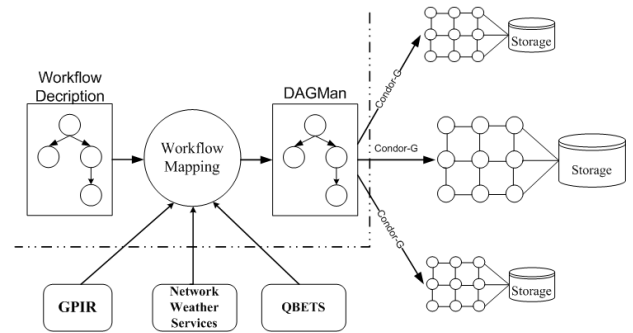 Workflow
Decription
Workflow
Mapping
DAGMan
Condor-G
Condor-G
Condor-G
Storage
Storage
Storage
GPIR
Network
Weather
Services
QBETS